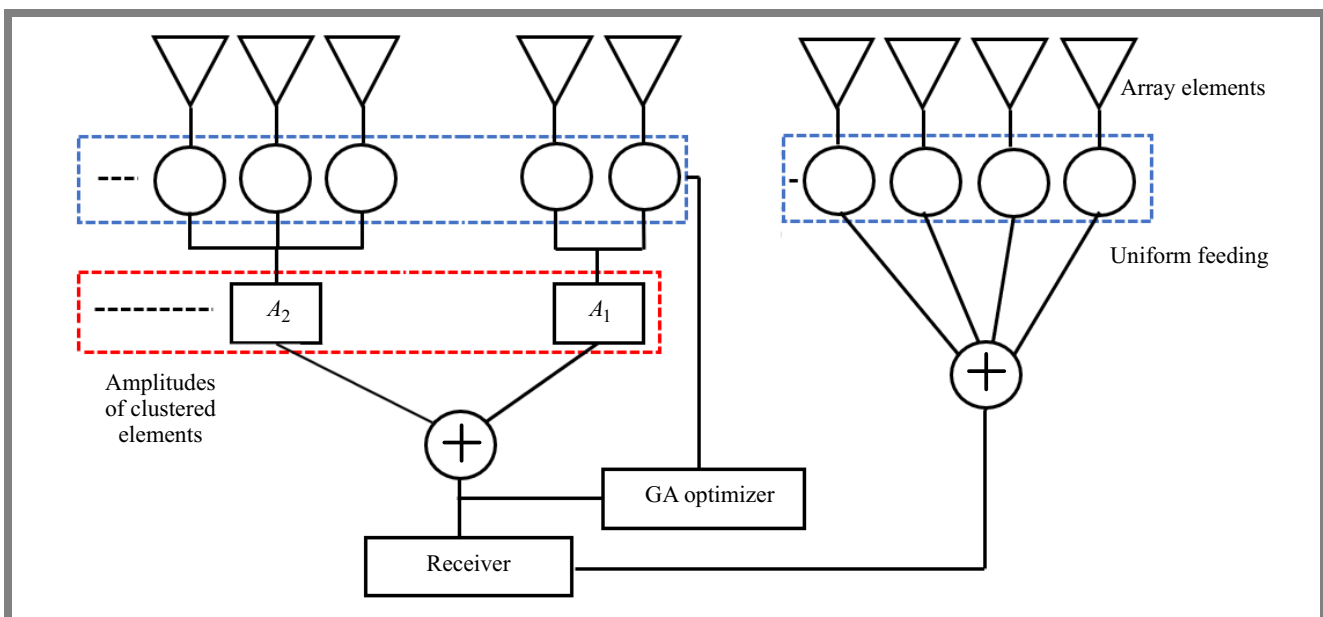 Array elements
Uniform feeding
A2
A1
Amplitudes
of clustered
elements
+
+
GA optimizer
Receiver